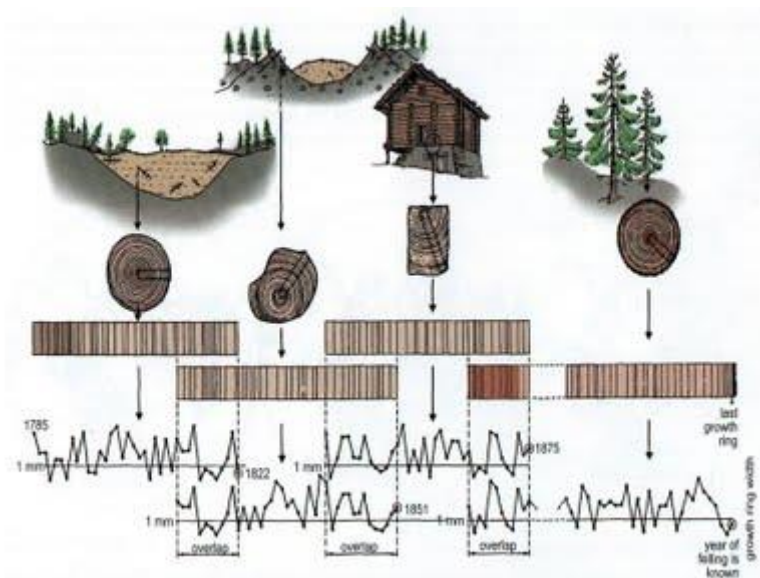 last
growth
ring
1785
1 mm
1822
1 mm
1875
1 mm
1851
1 mm
overlap
overlap
overlap
growth ring width
year of
felling is
known